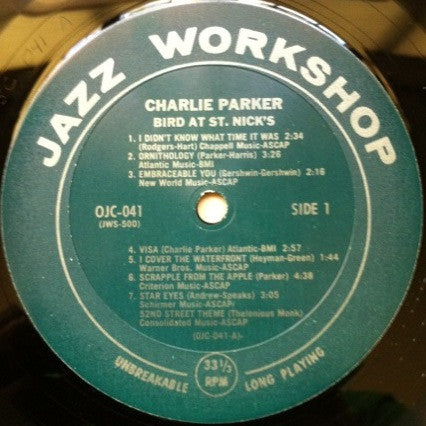 JAZZ WORKSHOP
CHARLIE PARKER
BIRD AT ST. NICK'S
1. I DIDN'T KNOW WHAT TIME IT WAS 2:34
(Rodgers-Hart) Chappell Music-ASCAP
2. ORNITHOLOGY (Parker-Harris) 3:26
Atlantic Music-BMI
3. EMBRACEABLE YOU (Gershwin-Gershwin) 2:16
New World Music-ASCAP
OJC-041
(JWS-500)
SIDE 1
4. VISA (Charlie Parker) Atlantic-BMI 2:57
5. I COVER THE WATERFRONT (Heyman-Green) 1:44
Warner Bros. Music-ASCAP
6. SCRAPPLE FROM THE APPLE (Parker) 4:38
Criterion Music-ASCAP
7. STAR EYES (Andrew-Speaks) 3:05
Schirmer Music-ASCAP
52ND STREET THEME (Thelonious Monk)
Consolidated Music-ASCAP
(OJC-041-A)
UNBREAKABLE
33 1/3
RPM
LONG PLAYING